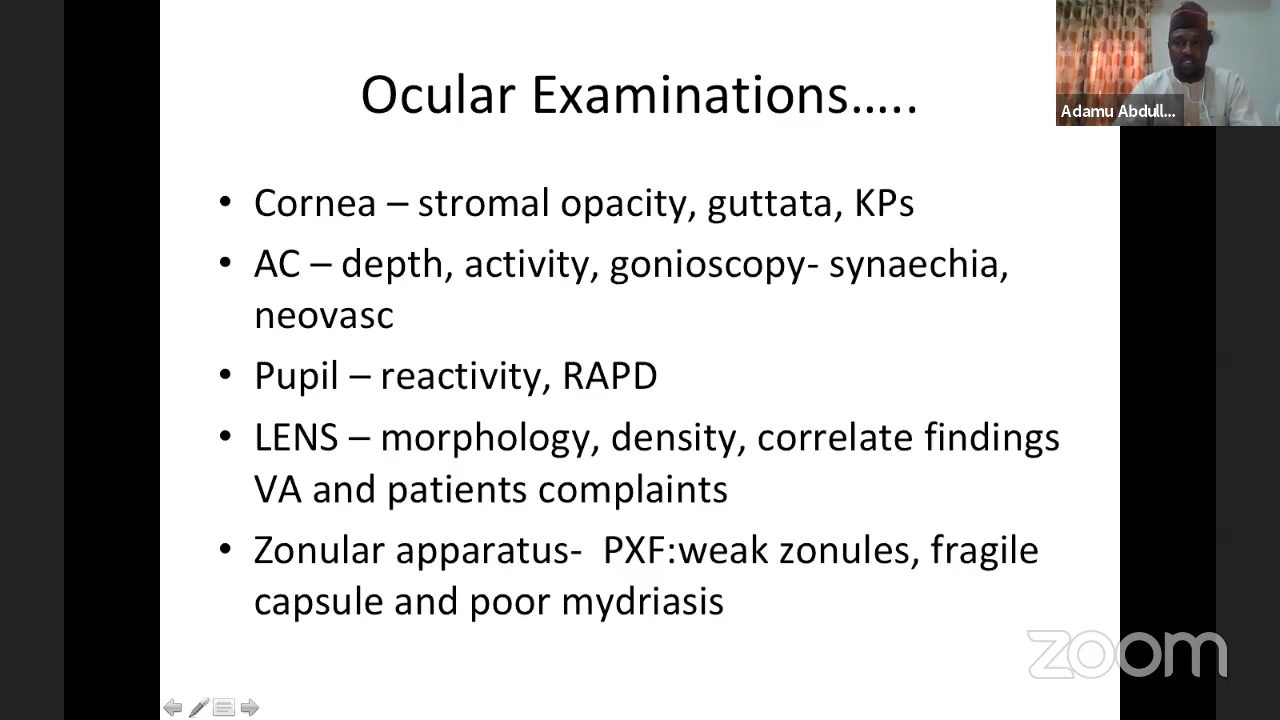 Ocular Examinations…..
Adamu Abdull...
• Cornea – stromal opacity, guttata, KPs
• AC – depth, activity, gonioscopy- synaechia,
neovasc
• Pupil – reactivity, RAPD
• LENS – morphology, density, correlate findings
VA and patients complaints
• Zonular apparatus-  PXF:weak zonules, fragile
capsule and poor mydriasis
zoom